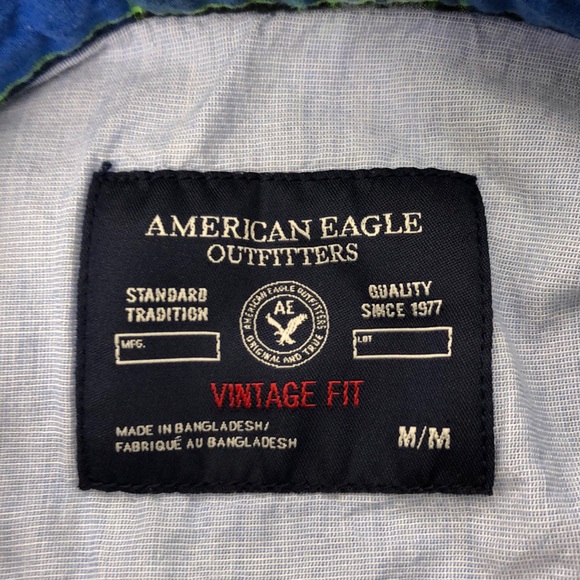 AMERICAN EAGLE
OUTFITTERS
STANDARD
TRADITION
MFG.
AMERICAN EAGLE OUTFITTERS
AE
ORIGINAL AND TRUE
QUALITY
SINCE 1977
LOT
VINTAGE FIT
MADE IN BANGLADESH/
FABRIQUÉ AU BANGLADESH
M/M